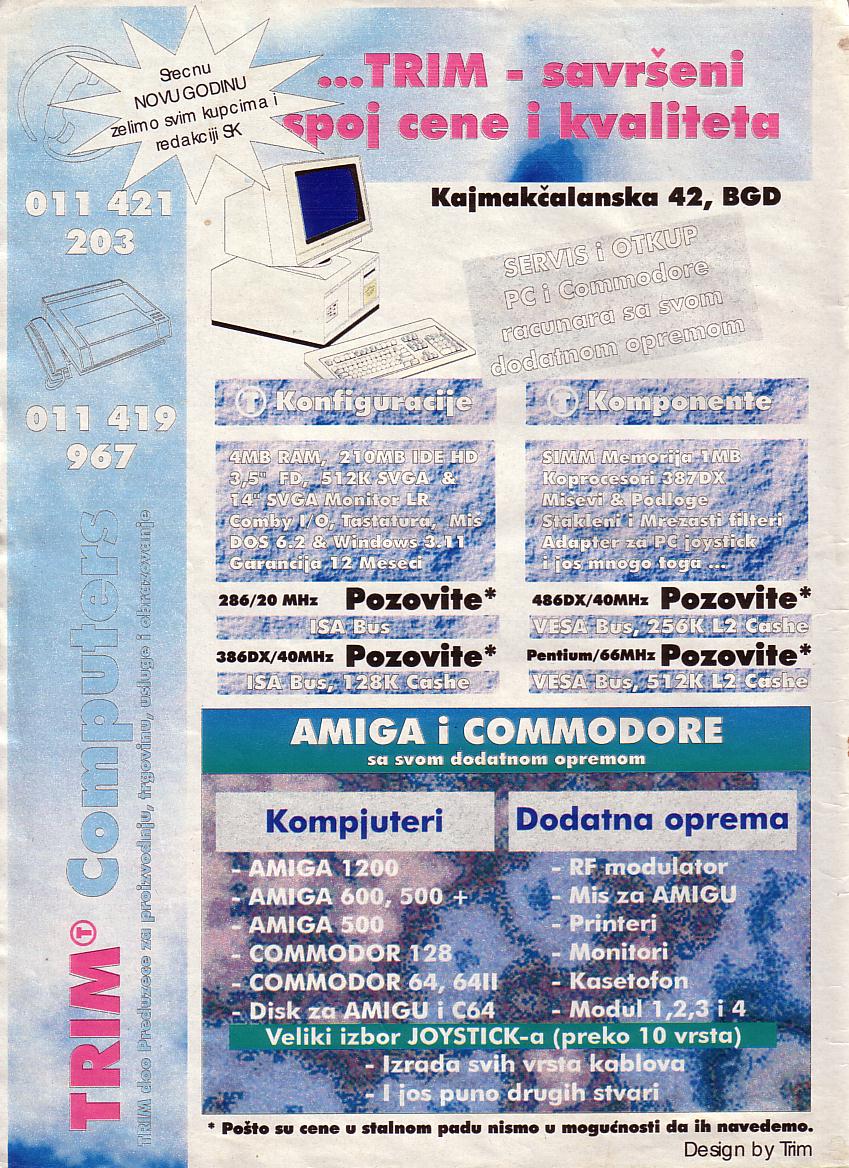 Srecnu
NOVU GODINU
zelimo svim kupcima i
redakciji SK
...TRIM - savršeni
spoj cene i kvaliteta
Kajmakčalanska 42, BGD
011 421
203
SERVIS i OTKUP
PC i Commodore
racunara sa svom
dodatnom opremom
011 419
967
T Konfiguracije
4MB RAM, 210MB IDE HD
3,5" FD, 512K SVGA &
14" SVGA Monitor LR
Comby I/O, Tastatura, Mis
DOS 6.2 & Windows 3.11
Garancija 12 Meseci
286/20 MHz Pozovite*
ISA Bus
386DX/40MHz Pozovite*
ISA Bus, 128K Cashe
T Komponente
SIMM Memorija 1MB
Koprocesori 387DX
Miševi & Podloge
Stakleni i Mrezasti filteri
Adapter za PC joystick
i jos mnogo toga ...
486DX/40MHz Pozovite*
VESA Bus, 256K L2 Cashe
Pentium/66MHz Pozovite*
VESA Bus, 512K L2 Cashe
TRIM T Computers
TRIM doo Preduzece za proizvodnju, trgovinu, usluge i obrazovanje
AMIGA i COMMODORE
sa svom dodatnom opremom
Kompjuteri
- AMIGA 1200
- AMIGA 600, 500 +
- AMIGA 500
- COMMODOR 128
- COMMODOR 64, 64II
- Disk za AMIGU i C64
Dodatna oprema
- RF modulator
- Mis za AMIGU
- Printeri
- Monitori
- Kasetofon
- Modul 1,2,3 i 4
Veliki izbor JOYSTICK-a (preko 10 vrsta)
- Izrada svih vrsta kablova
- I jos puno drugih stvari
* Pošto su cene u stalnom padu nismo u mogućnosti da ih navedemo.
Design by Trim